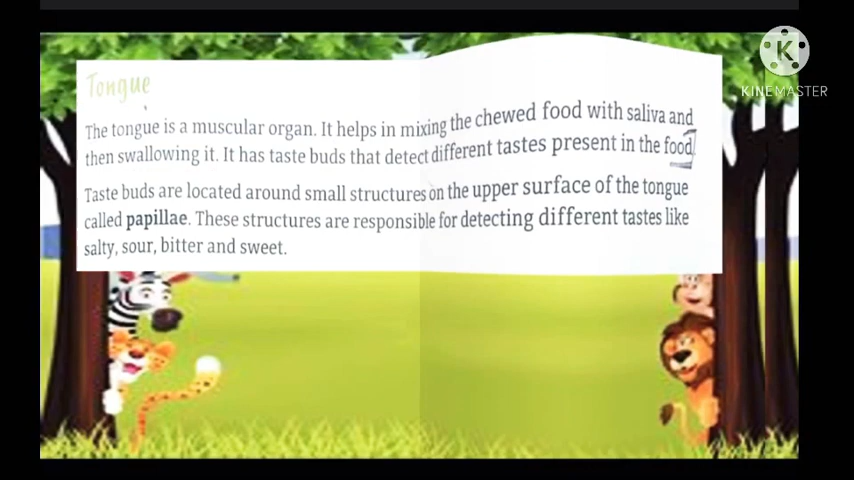 KINEMASTER
Tongue
The tongue is a muscular organ. It helps in mixing the chewed food with saliva and
then swallowing it. It has taste buds that detect different tastes present in the food.
Taste buds are located around small structures on the upper surface of the tongue
called papillae. These structures are responsible for detecting different tastes like
salty, sour, bitter and sweet.